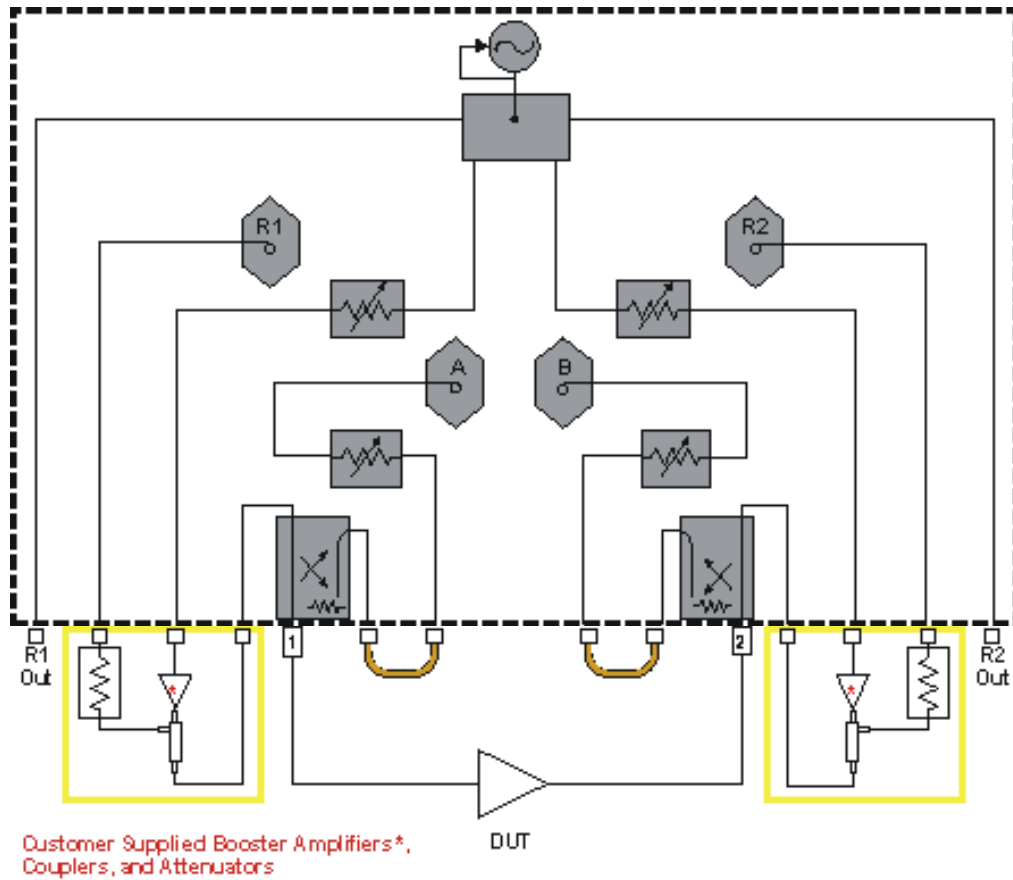 R1
R2
A
B
1
2
R1
Out
R2
Out
*
*
DUT
Customer Supplied Booster Amplifiers*,
Couplers, and Attenuators